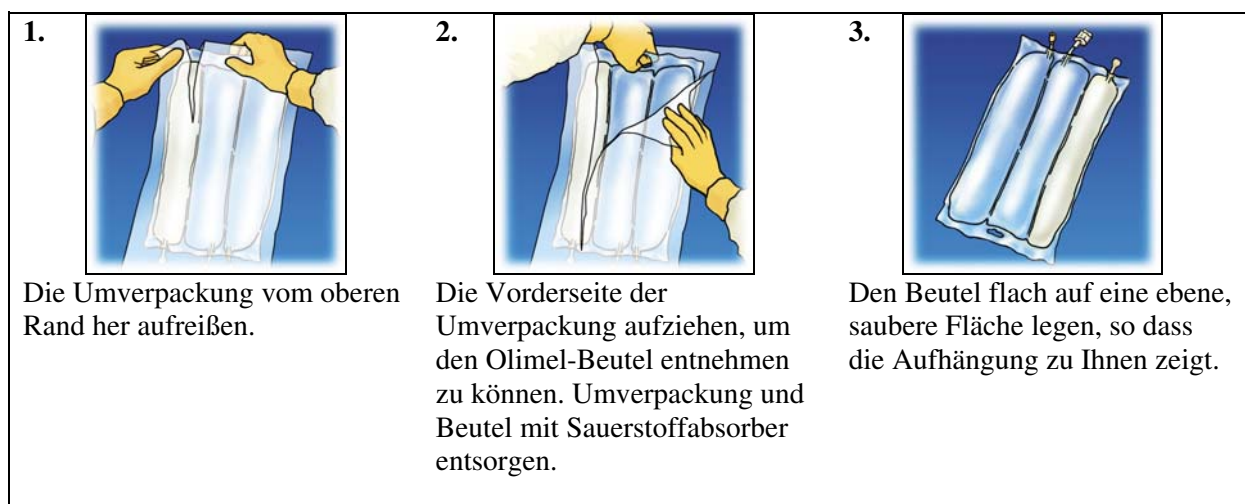 1.
Die Umverpackung vom oberen
Rand her aufreißen.
2.
Die Vorderseite der
Umverpackung aufziehen, um
den Olimel-Beutel entnehmen
zu können. Umverpackung und
Beutel mit Sauerstoffabsorber
entsorgen.
3.
Den Beutel flach auf eine ebene,
saubere Fläche legen, so dass
die Aufhängung zu Ihnen zeigt.